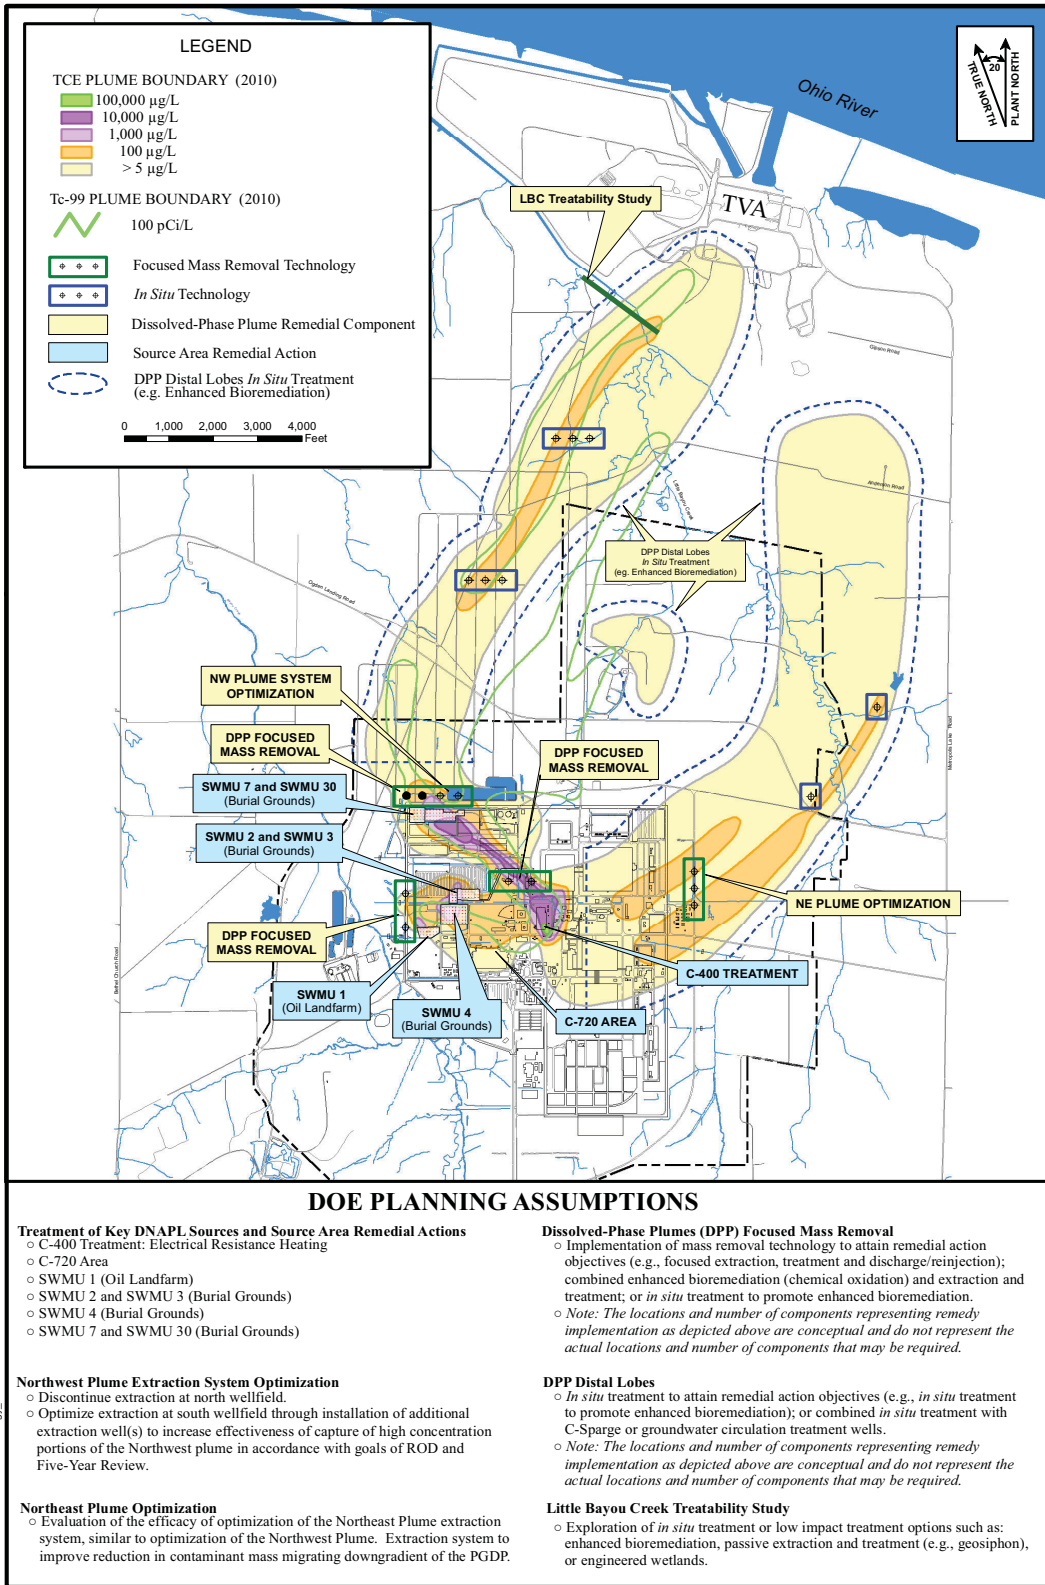 LEGEND
TCE PLUME BOUNDARY (2010)
100,000 µg/L
10,000 µg/L
1,000 µg/L
100 µg/L
> 5 µg/L
Tc-99 PLUME BOUNDARY (2010)
100 pCi/L
Focused Mass Removal Technology
In Situ Technology
Dissolved-Phase Plume Remedial Component
Source Area Remedial Action
DPP Distal Lobes In Situ Treatment
(e.g. Enhanced Bioremediation)
0 1,000 2,000 3,000 4,000
Feet
20
TRUE NORTH
PLANT NORTH
Ohio River
TVA
LBC Treatability Study
Gipson Road
Anderson Road
Little Bayou Creek
DPP Distal Lobes
In Situ Treatment
(eg. Enhanced Bioremediation)
Ogden Landing Road
Metropolis Lake Road
NW PLUME SYSTEM
OPTIMIZATION
DPP FOCUSED
MASS REMOVAL
DPP FOCUSED
MASS REMOVAL
SWMU 7 and SWMU 30
(Burial Grounds)
SWMU 2 and SWMU 3
(Burial Grounds)
NE PLUME OPTIMIZATION
DPP FOCUSED
MASS REMOVAL
Bethel Church Road
C-400 TREATMENT
SWMU 1
(Oil Landfarm)
SWMU 4
(Burial Grounds)
C-720 AREA
DOE PLANNING ASSUMPTIONS
Treatment of Key DNAPL Sources and Source Area Remedial Actions
○ C-400 Treatment: Electrical Resistance Heating
○ C-720 Area
○ SWMU 1 (Oil Landfarm)
○ SWMU 2 and SWMU 3 (Burial Grounds)
○ SWMU 4 (Burial Grounds)
○ SWMU 7 and SWMU 30 (Burial Grounds)
Northwest Plume Extraction System Optimization
○ Discontinue extraction at north wellfield.
○ Optimize extraction at south wellfield through installation of additional
extraction well(s) to increase effectiveness of capture of high concentration
portions of the Northwest plume in accordance with goals of ROD and
Five-Year Review.
Northeast Plume Optimization
○ Evaluation of the efficacy of optimization of the Northeast Plume extraction
system, similar to optimization of the Northwest Plume. Extraction system to
improve reduction in contaminant mass migrating downgradient of the PGDP.
Dissolved-Phase Plumes (DPP) Focused Mass Removal
○ Implementation of mass removal technology to attain remedial action
objectives (e.g., focused extraction, treatment and discharge/reinjection);
combined enhanced bioremediation (chemical oxidation) and extraction and
treatment; or in situ treatment to promote enhanced bioremediation.
○ Note: The locations and number of components representing remedy
implementation as depicted above are conceptual and do not represent the
actual locations and number of components that may be required.
DPP Distal Lobes
○ In situ treatment to attain remedial action objectives (e.g., in situ treatment
to promote enhanced bioremediation); or combined in situ treatment with
C-Sparge or groundwater circulation treatment wells.
○ Note: The locations and number of components representing remedy
implementation as depicted above are conceptual and do not represent the
actual locations and number of components that may be required.
Little Bayou Creek Treatability Study
○ Exploration of in situ treatment or low impact treatment options such as:
enhanced bioremediation, passive extraction and treatment (e.g., geosiphon),
or engineered wetlands.